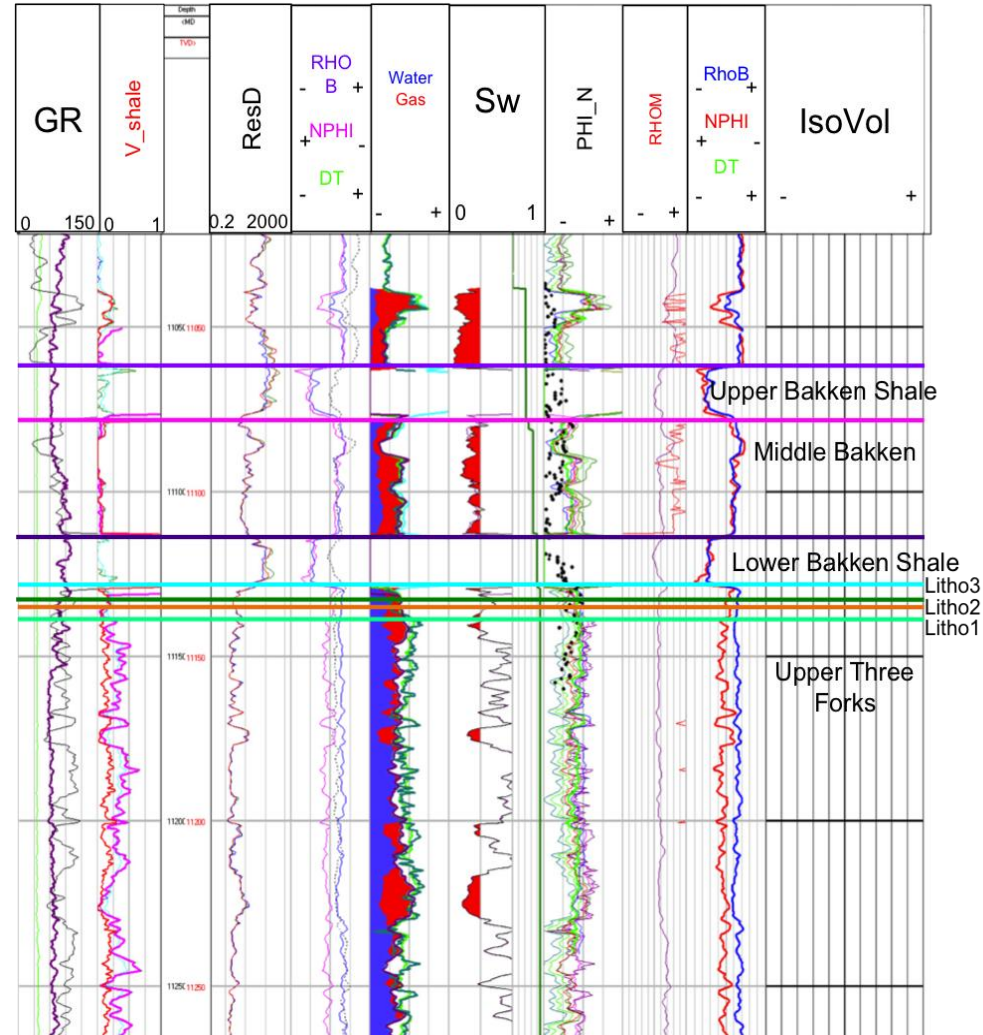 Depth
(MD
TVDs
GR
V_shale
ResD
RHO
B
- +
NPHI
+ -
DT
- +
Water
Gas
- +
Sw
PHI_N
- +
RHOM
- +
RhoB
- +
NPHI
+ -
DT
- +
IsoVol
- +
0 150
0 1
0.2 2000
0 1
11050
Upper Bakken Shale
Middle Bakken
11100
Lower Bakken Shale
Litho3
Litho2
Litho1
11150
Upper Three
Forks
11200
11250